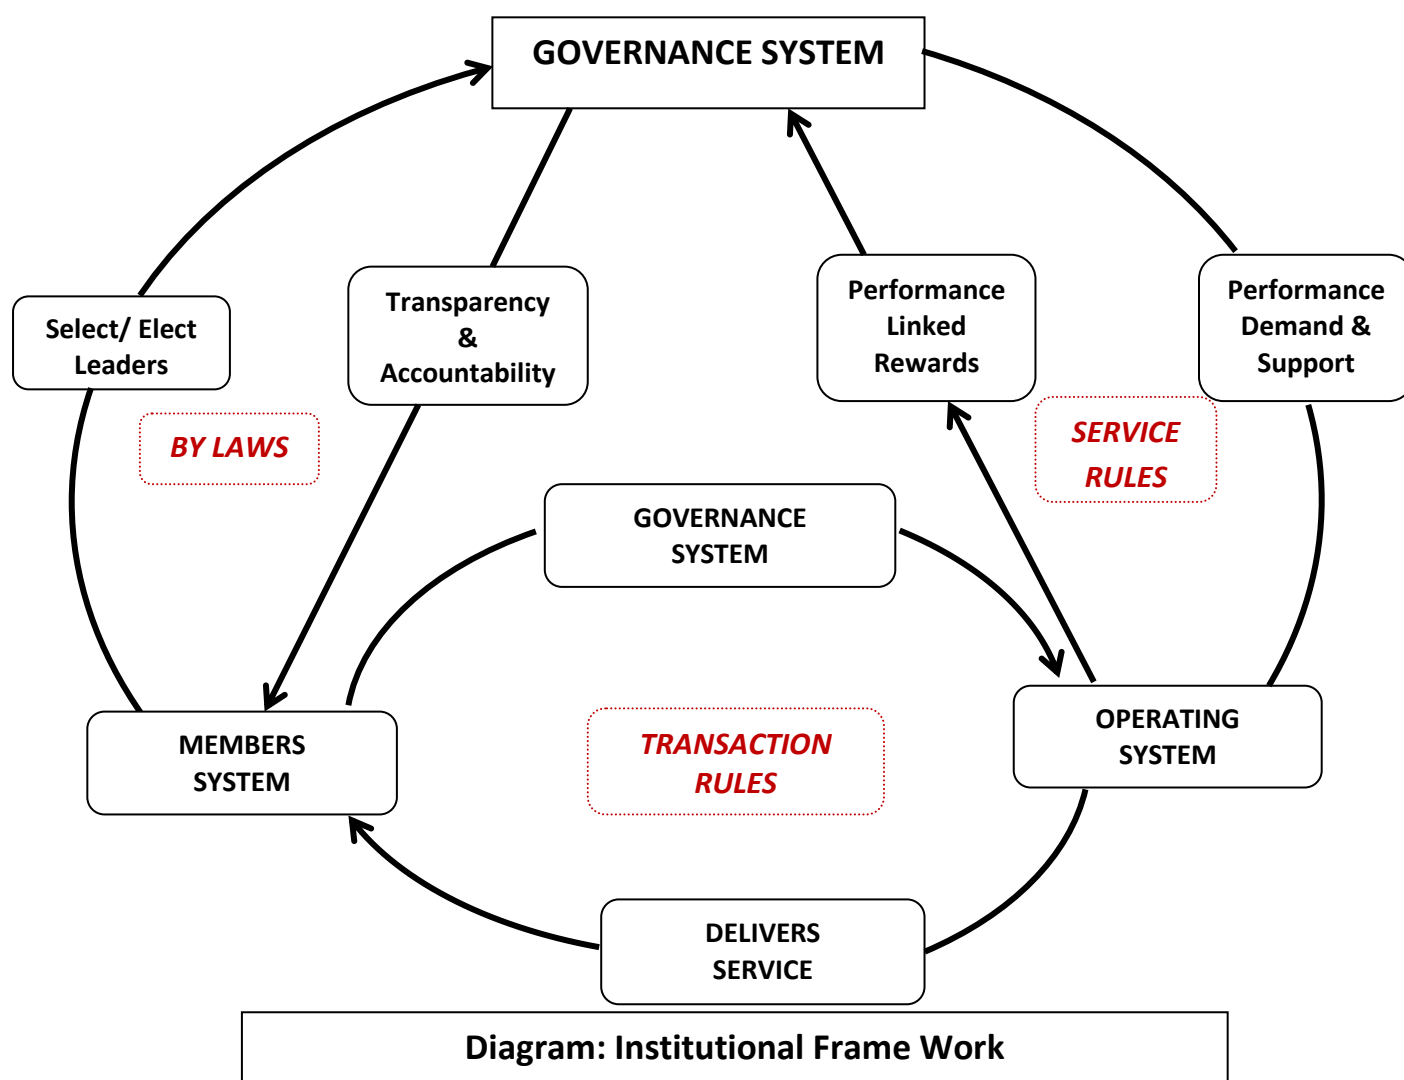 GOVERNANCE SYSTEM
Select/ Elect
Leaders
Transparency
&
Accountability
Performance
Linked
Rewards
Performance
Demand &
Support
BY LAWS
SERVICE
RULES
GOVERNANCE
SYSTEM
MEMBERS
SYSTEM
TRANSACTION
RULES
OPERATING
SYSTEM
DELIVERS
SERVICE
Diagram: Institutional Frame Work